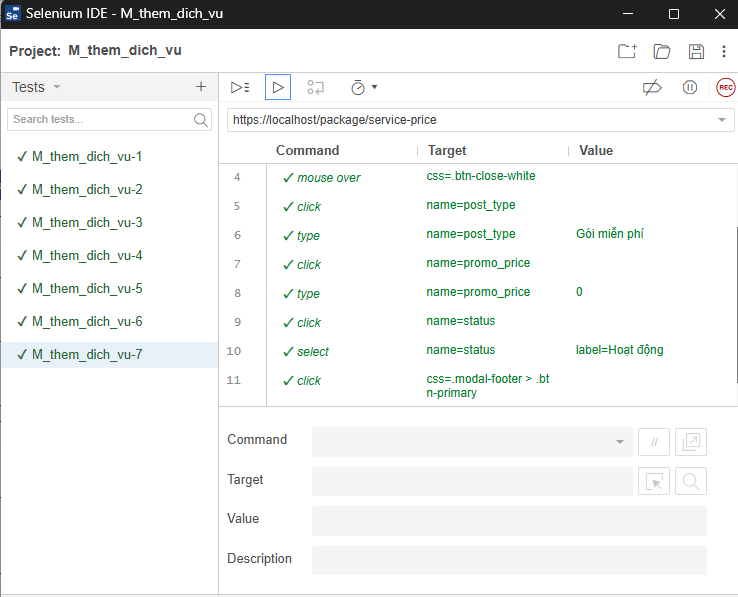 Se Selenium IDE - M_them_dich_vu
Project: M_them_dich_vu
Tests
REC
Search tests...
https://localhost/package/service-price
Command Target Value
M_them_dich_vu-1
M_them_dich_vu-2
M_them_dich_vu-3
M_them_dich_vu-4
M_them_dich_vu-5
M_them_dich_vu-6
M_them_dich_vu-7
4 ✓ mouse over css=.btn-close-white
5 ✓ click name=post_type
6 ✓ type name=post_type Gói miễn phí
7 ✓ click name=promo_price
8 ✓ type name=promo_price 0
9 ✓ click name=status
10 ✓ select name=status label=Hoạt động
11 ✓ click css=.modal-footer > .bt
n-primary
Command //
Target
Value
Description